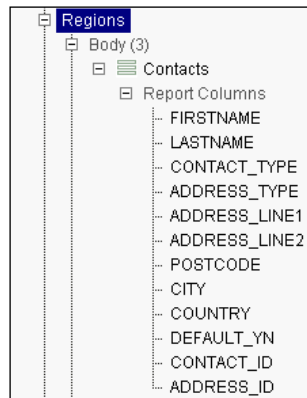 Regions
Body (3)
Contacts
Report Columns
FIRSTNAME
LASTNAME
CONTACT_TYPE
ADDRESS_TYPE
ADDRESS_LINE1
ADDRESS_LINE2
POSTCODE
CITY
COUNTRY
DEFAULT_YN
CONTACT_ID
ADDRESS_ID